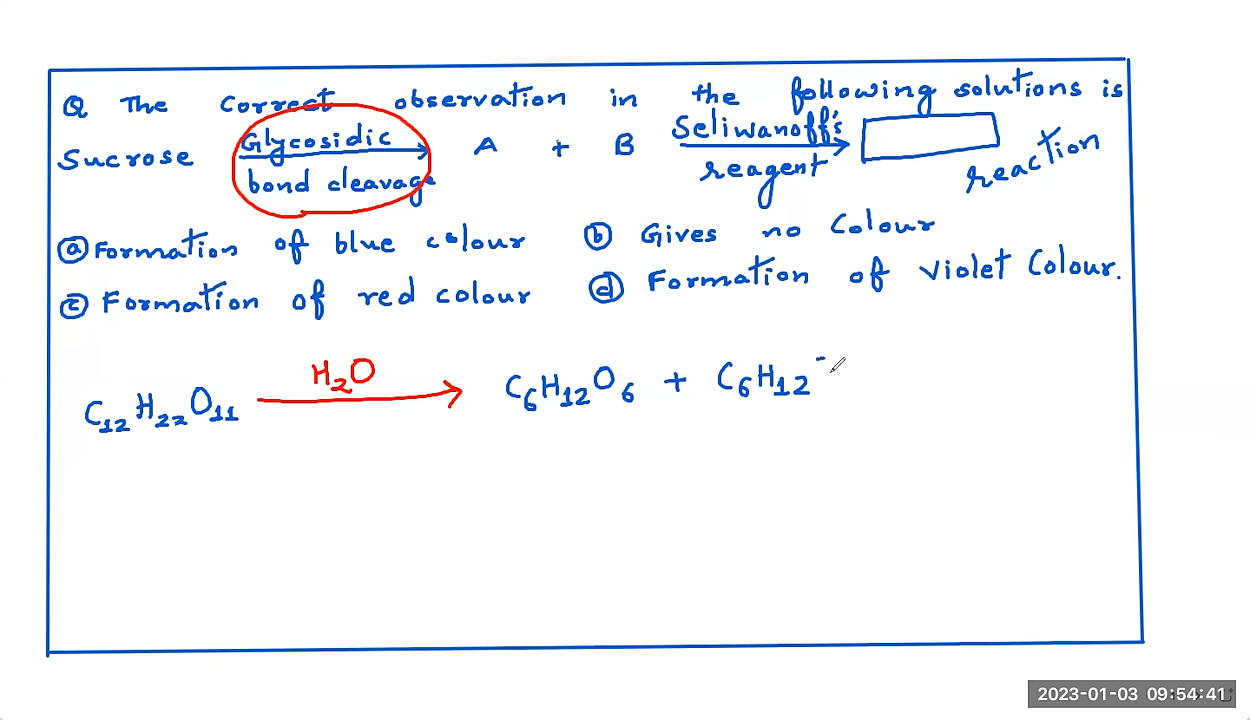 Q The correct observation in the following solutions is
Sucrose Glycosidic bond cleavage A + B Seliwanoff's reagent reaction
ⓐ Formation of blue colour ⓑ Gives no Colour
ⓒ Formation of red colour ⓓ Formation of violet Colour.
H₂O
C₁₂H₂₂O₁₁ C₆H₁₂O₆ + C₆H₁₂
2023-01-03 09:54:41